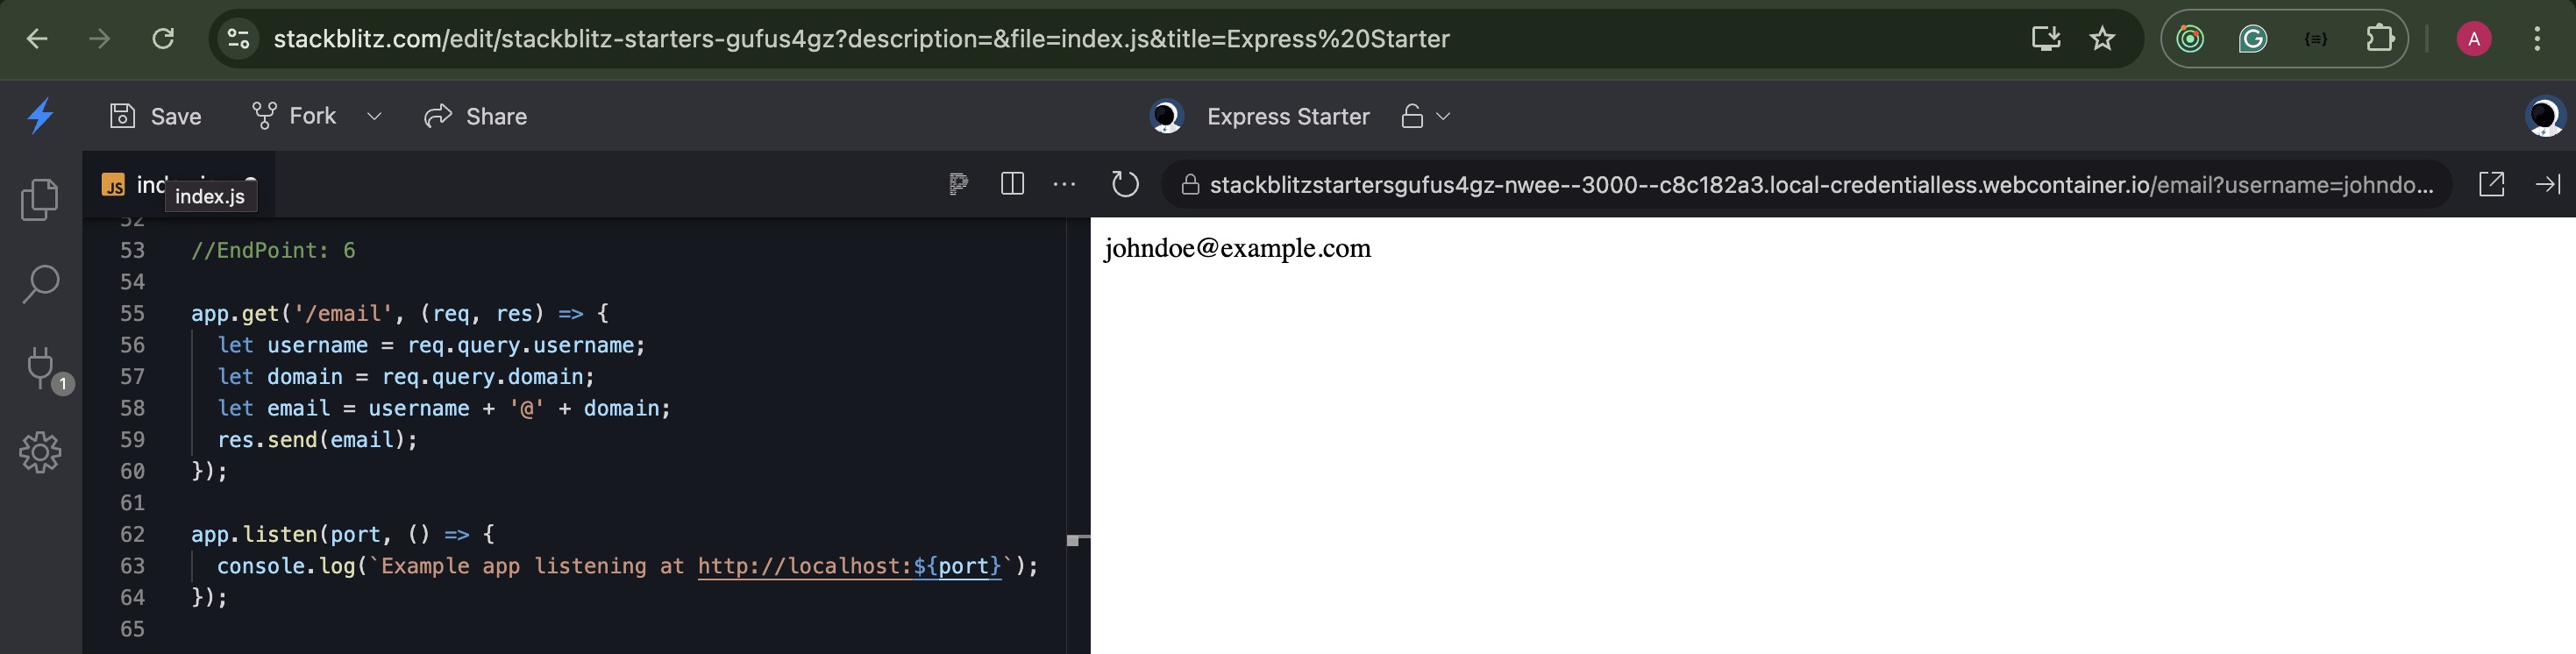 stackblitz.com/edit/stackblitz-starters-gufus4gz?description=&file=index.js&title=Express%20Starter
A
Save
Fork
Share
Express Starter
JS
index.js
stackblitzstartersgufus4gz-nwee--3000--c8c182a3.local-credentialless.webcontainer.io/email?username=johndo...
52
53 //EndPoint: 6
54
55 app.get('/email', (req, res) => {
56 let username = req.query.username;
57 let domain = req.query.domain;
58 let email = username + '@' + domain;
59 res.send(email);
60 });
61
62 app.listen(port, () => {
63 console.log(`Example app listening at http://localhost:${port}`);
64 });
65
1
johndoe@example.com